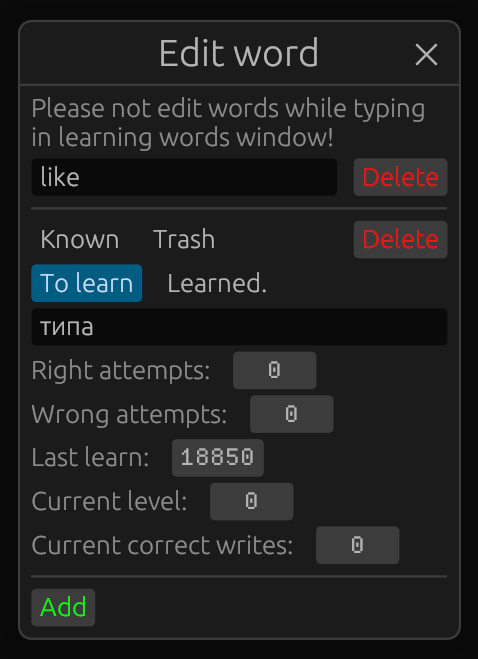 Edit word
Please not edit words while typing
in learning words window!
like Delete
Known Trash Delete
To learn Learned.
типа
Right attempts: 0
Wrong attempts: 0
Last learn: 18850
Current level: 0
Current correct writes: 0
Add